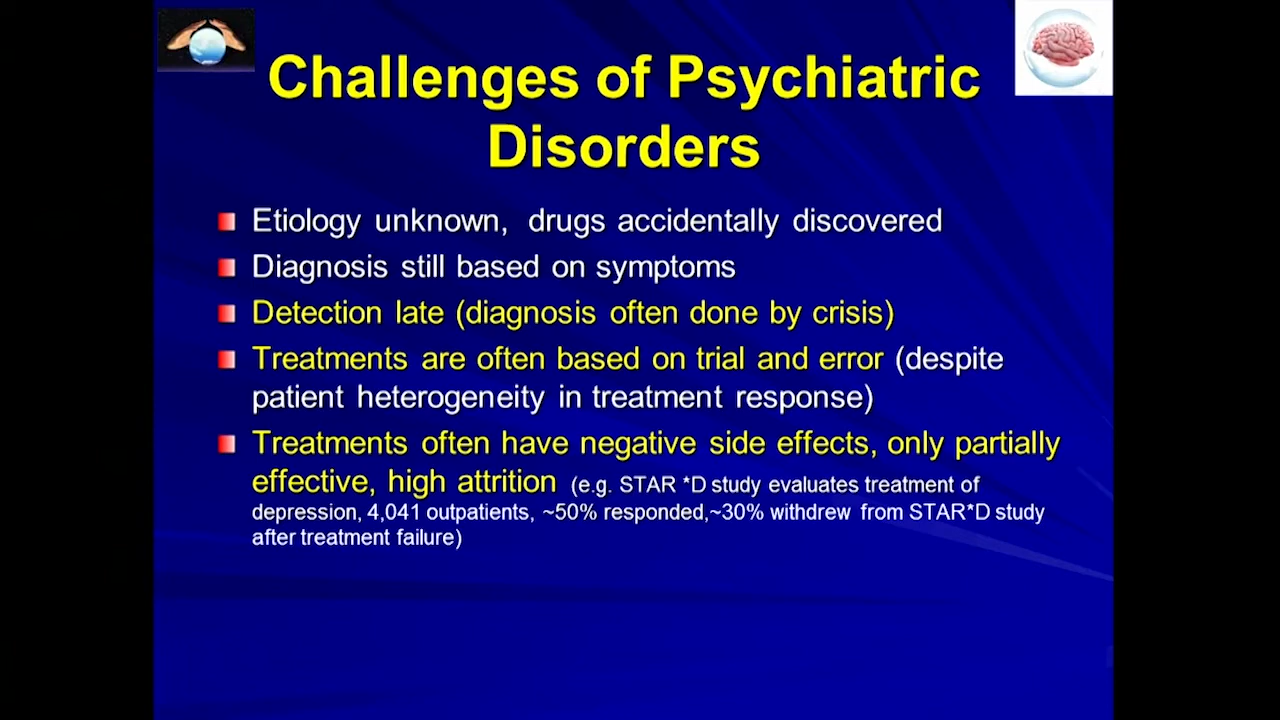 Challenges of Psychiatric
Disorders
Etiology unknown, drugs accidentally discovered
Diagnosis still based on symptoms
Detection late (diagnosis often done by crisis)
Treatments are often based on trial and error (despite
patient heterogeneity in treatment response)
Treatments often have negative side effects, only partially
effective, high attrition (e.g. STAR *D study evaluates treatment of
depression, 4,041 outpatients, ~50% responded,~30% withdrew from STAR*D study
after treatment failure)